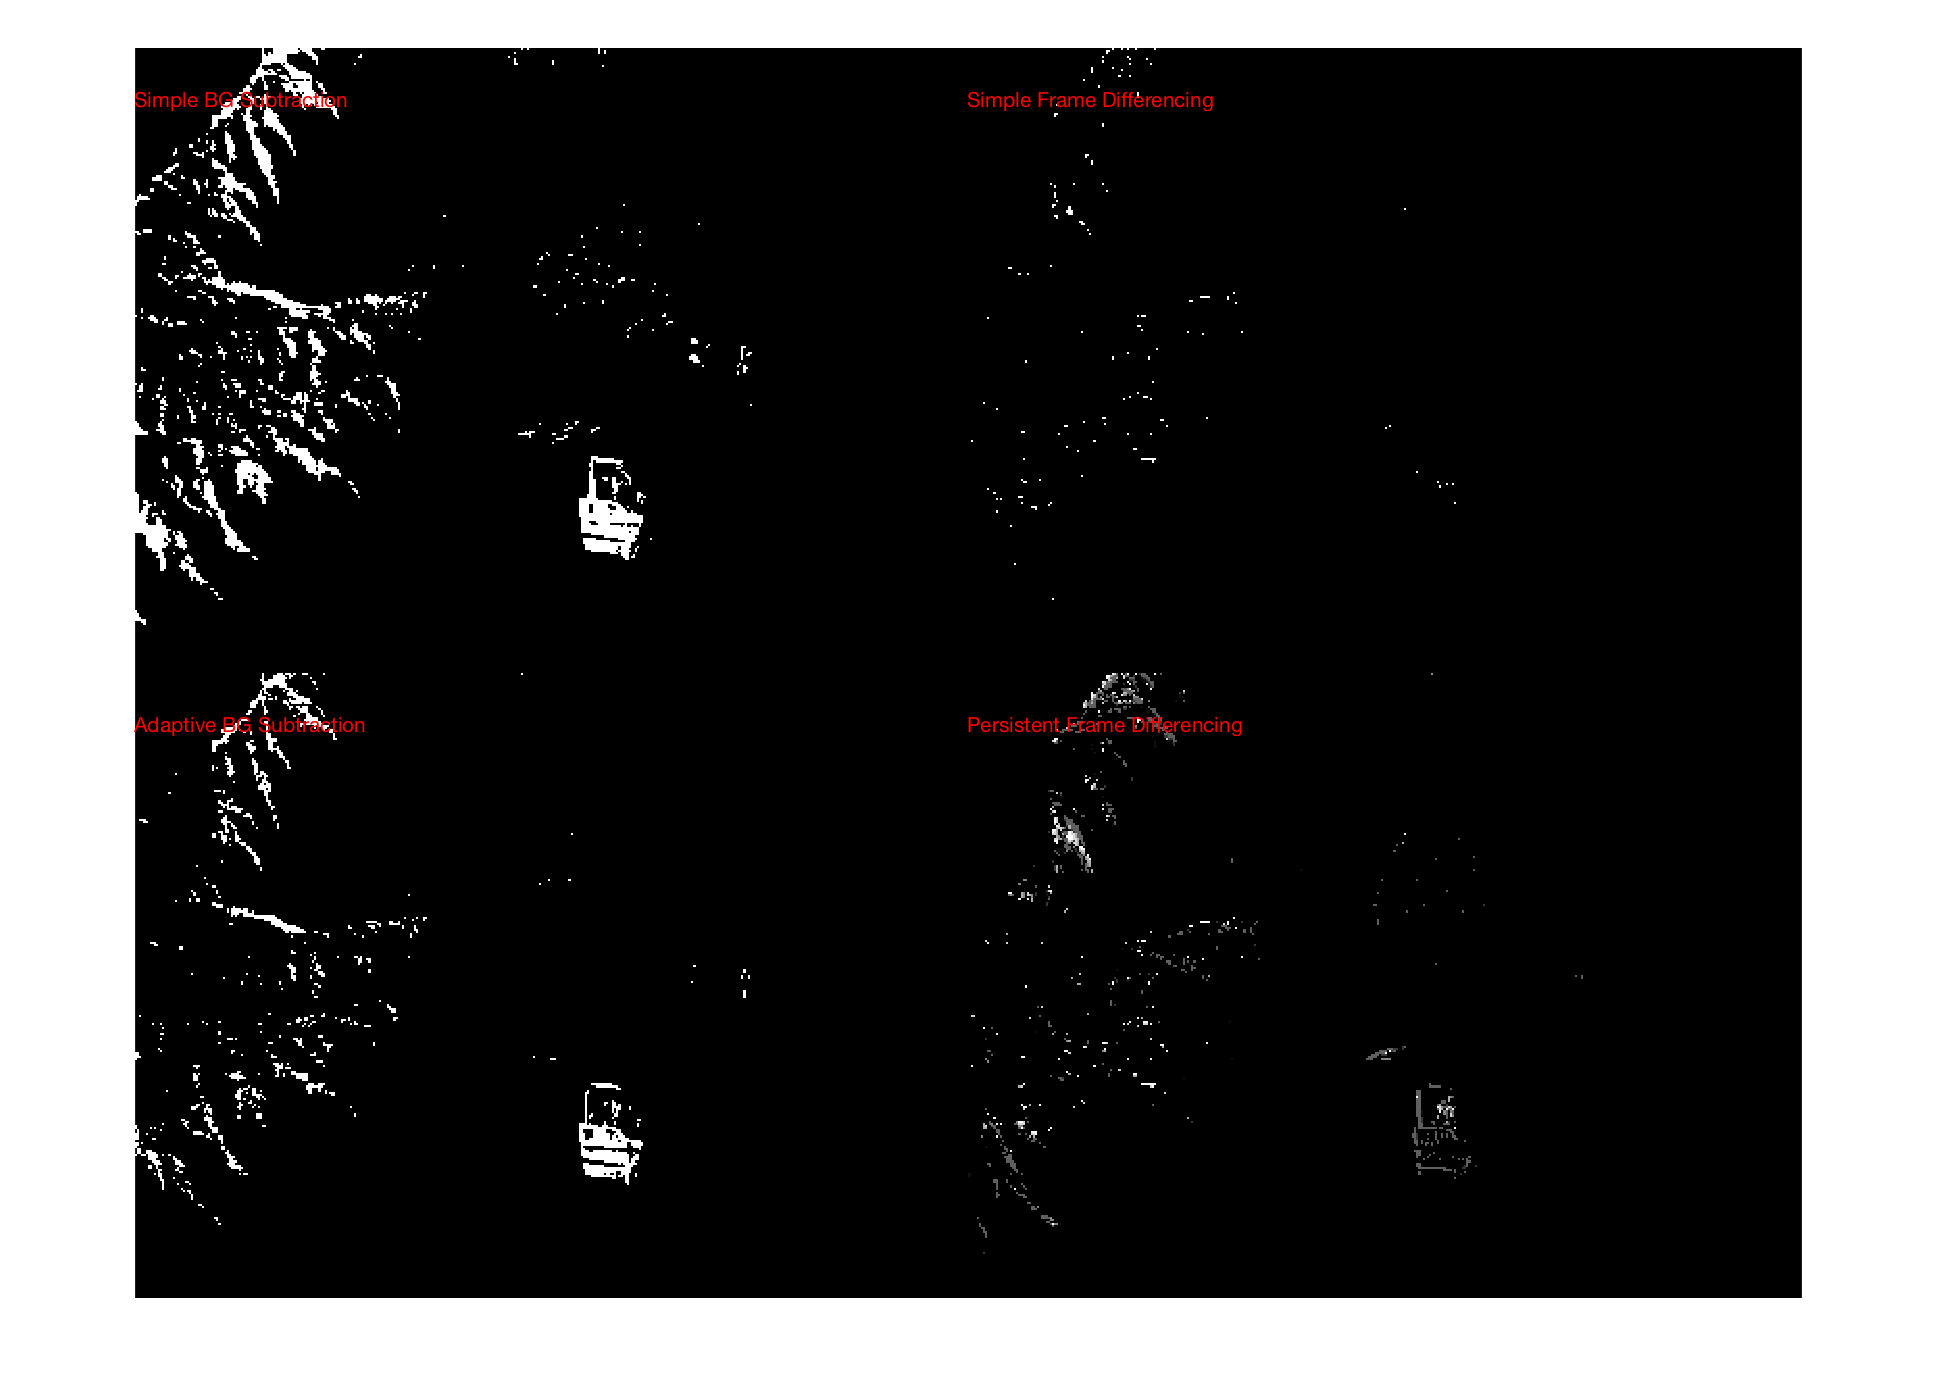 Simple BG Subtraction
Simple Frame Differencing
Adaptive BG Subtraction
Persistent Frame Differencing